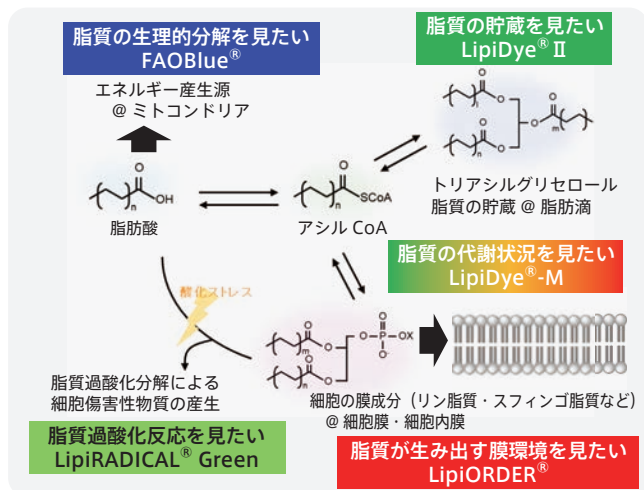 脂質の生理的分解を見たい
FAOBlue®
エネルギー産生源
@ ミトコンドリア
脂質の貯蔵を見たい
LipiDye® II
O
O
l
O
O
m
O
O
n
トリアシルグリセロール
脂質の貯蔵 @ 脂肪滴
O
OH
n
脂肪酸
O
SCoA
n
アシル CoA
脂質の代謝状況を見たい
LipiDye®-M
酸化ストレス
O
O
m
O
O
n
O
O-P-OX
O-
脂質過酸化分解による
細胞傷害性物質の産生
細胞の膜成分（リン脂質・スフィンゴ脂質など）
@ 細胞膜・細胞内膜
脂質過酸化反応を見たい
LipiRADICAL® Green
脂質が生み出す膜環境を見たい
LipiORDER®